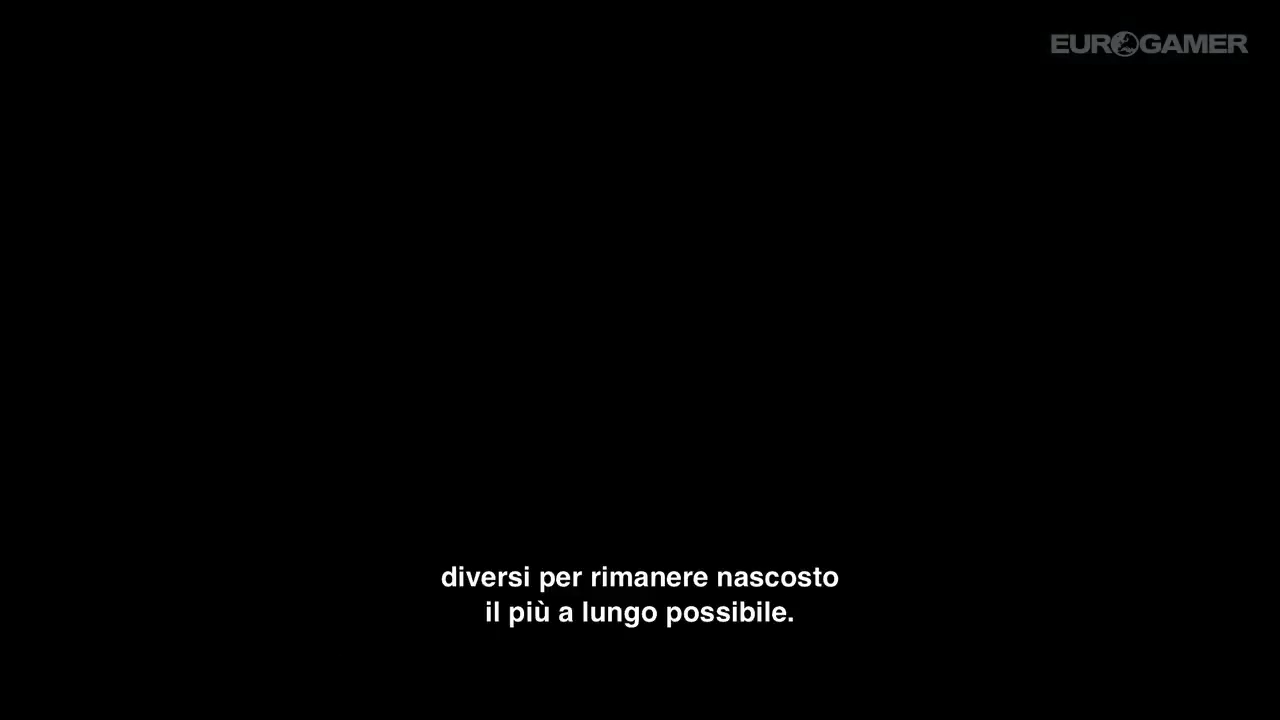 EUROGAMER
diversi per rimanere nascosto
il più a lungo possibile.